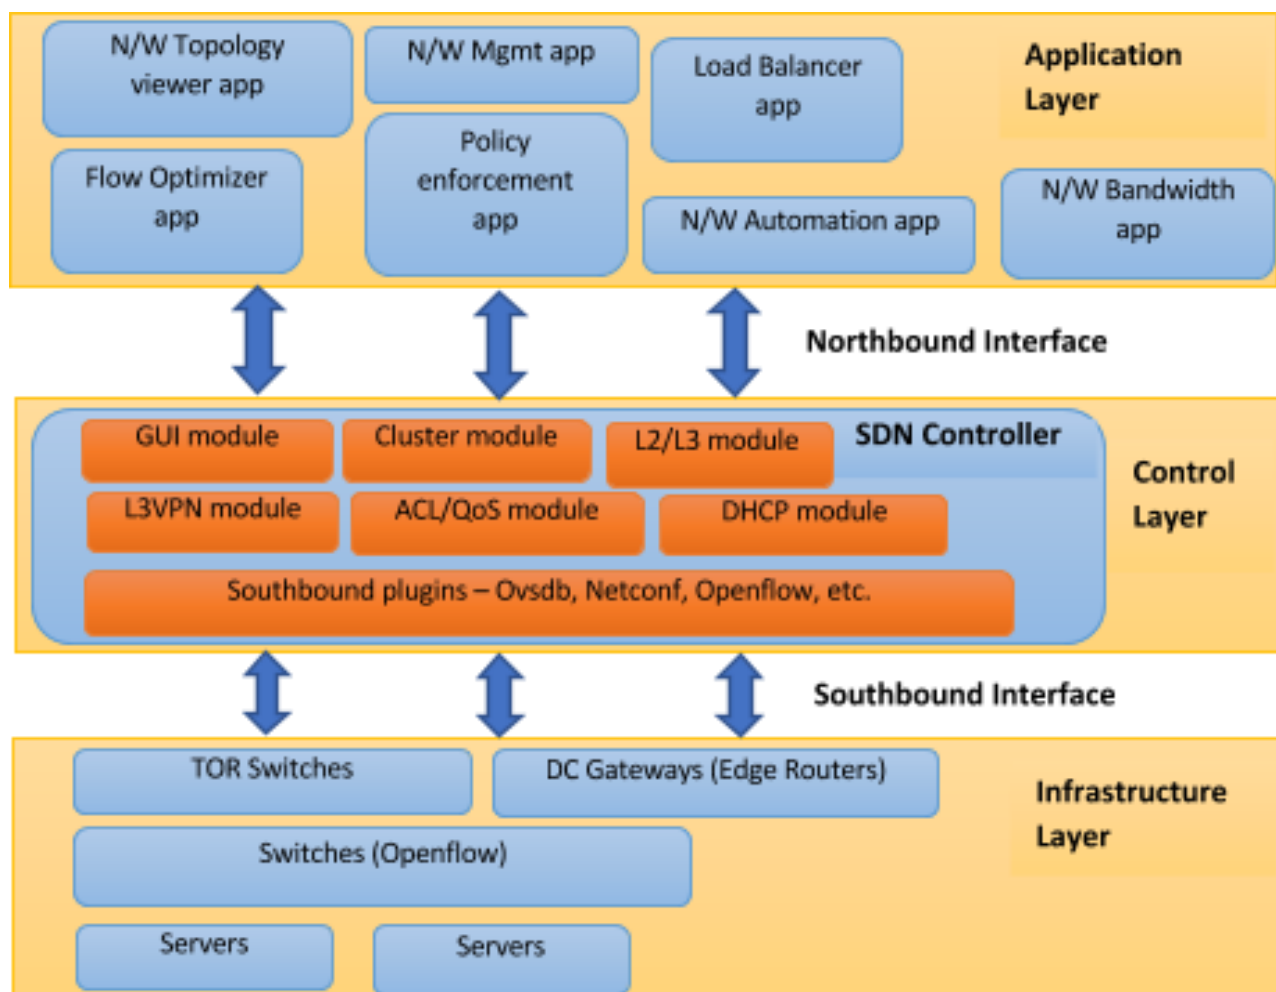 N/W Topology
viewer app
N/W Mgmt app
Load Balancer
app
Application
Layer
Flow Optimizer
app
Policy
enforcement
app
N/W Automation app
N/W Bandwidth
app
Northbound Interface
GUI module
Cluster module
L2/L3 module
SDN Controller
L3VPN module
ACL/QoS module
DHCP module
Control
Layer
Southbound plugins – Ovsdb, Netconf, Openflow, etc.
Southbound Interface
TOR Switches
DC Gateways (Edge Routers)
Infrastructure
Layer
Switches (Openflow)
Servers
Servers